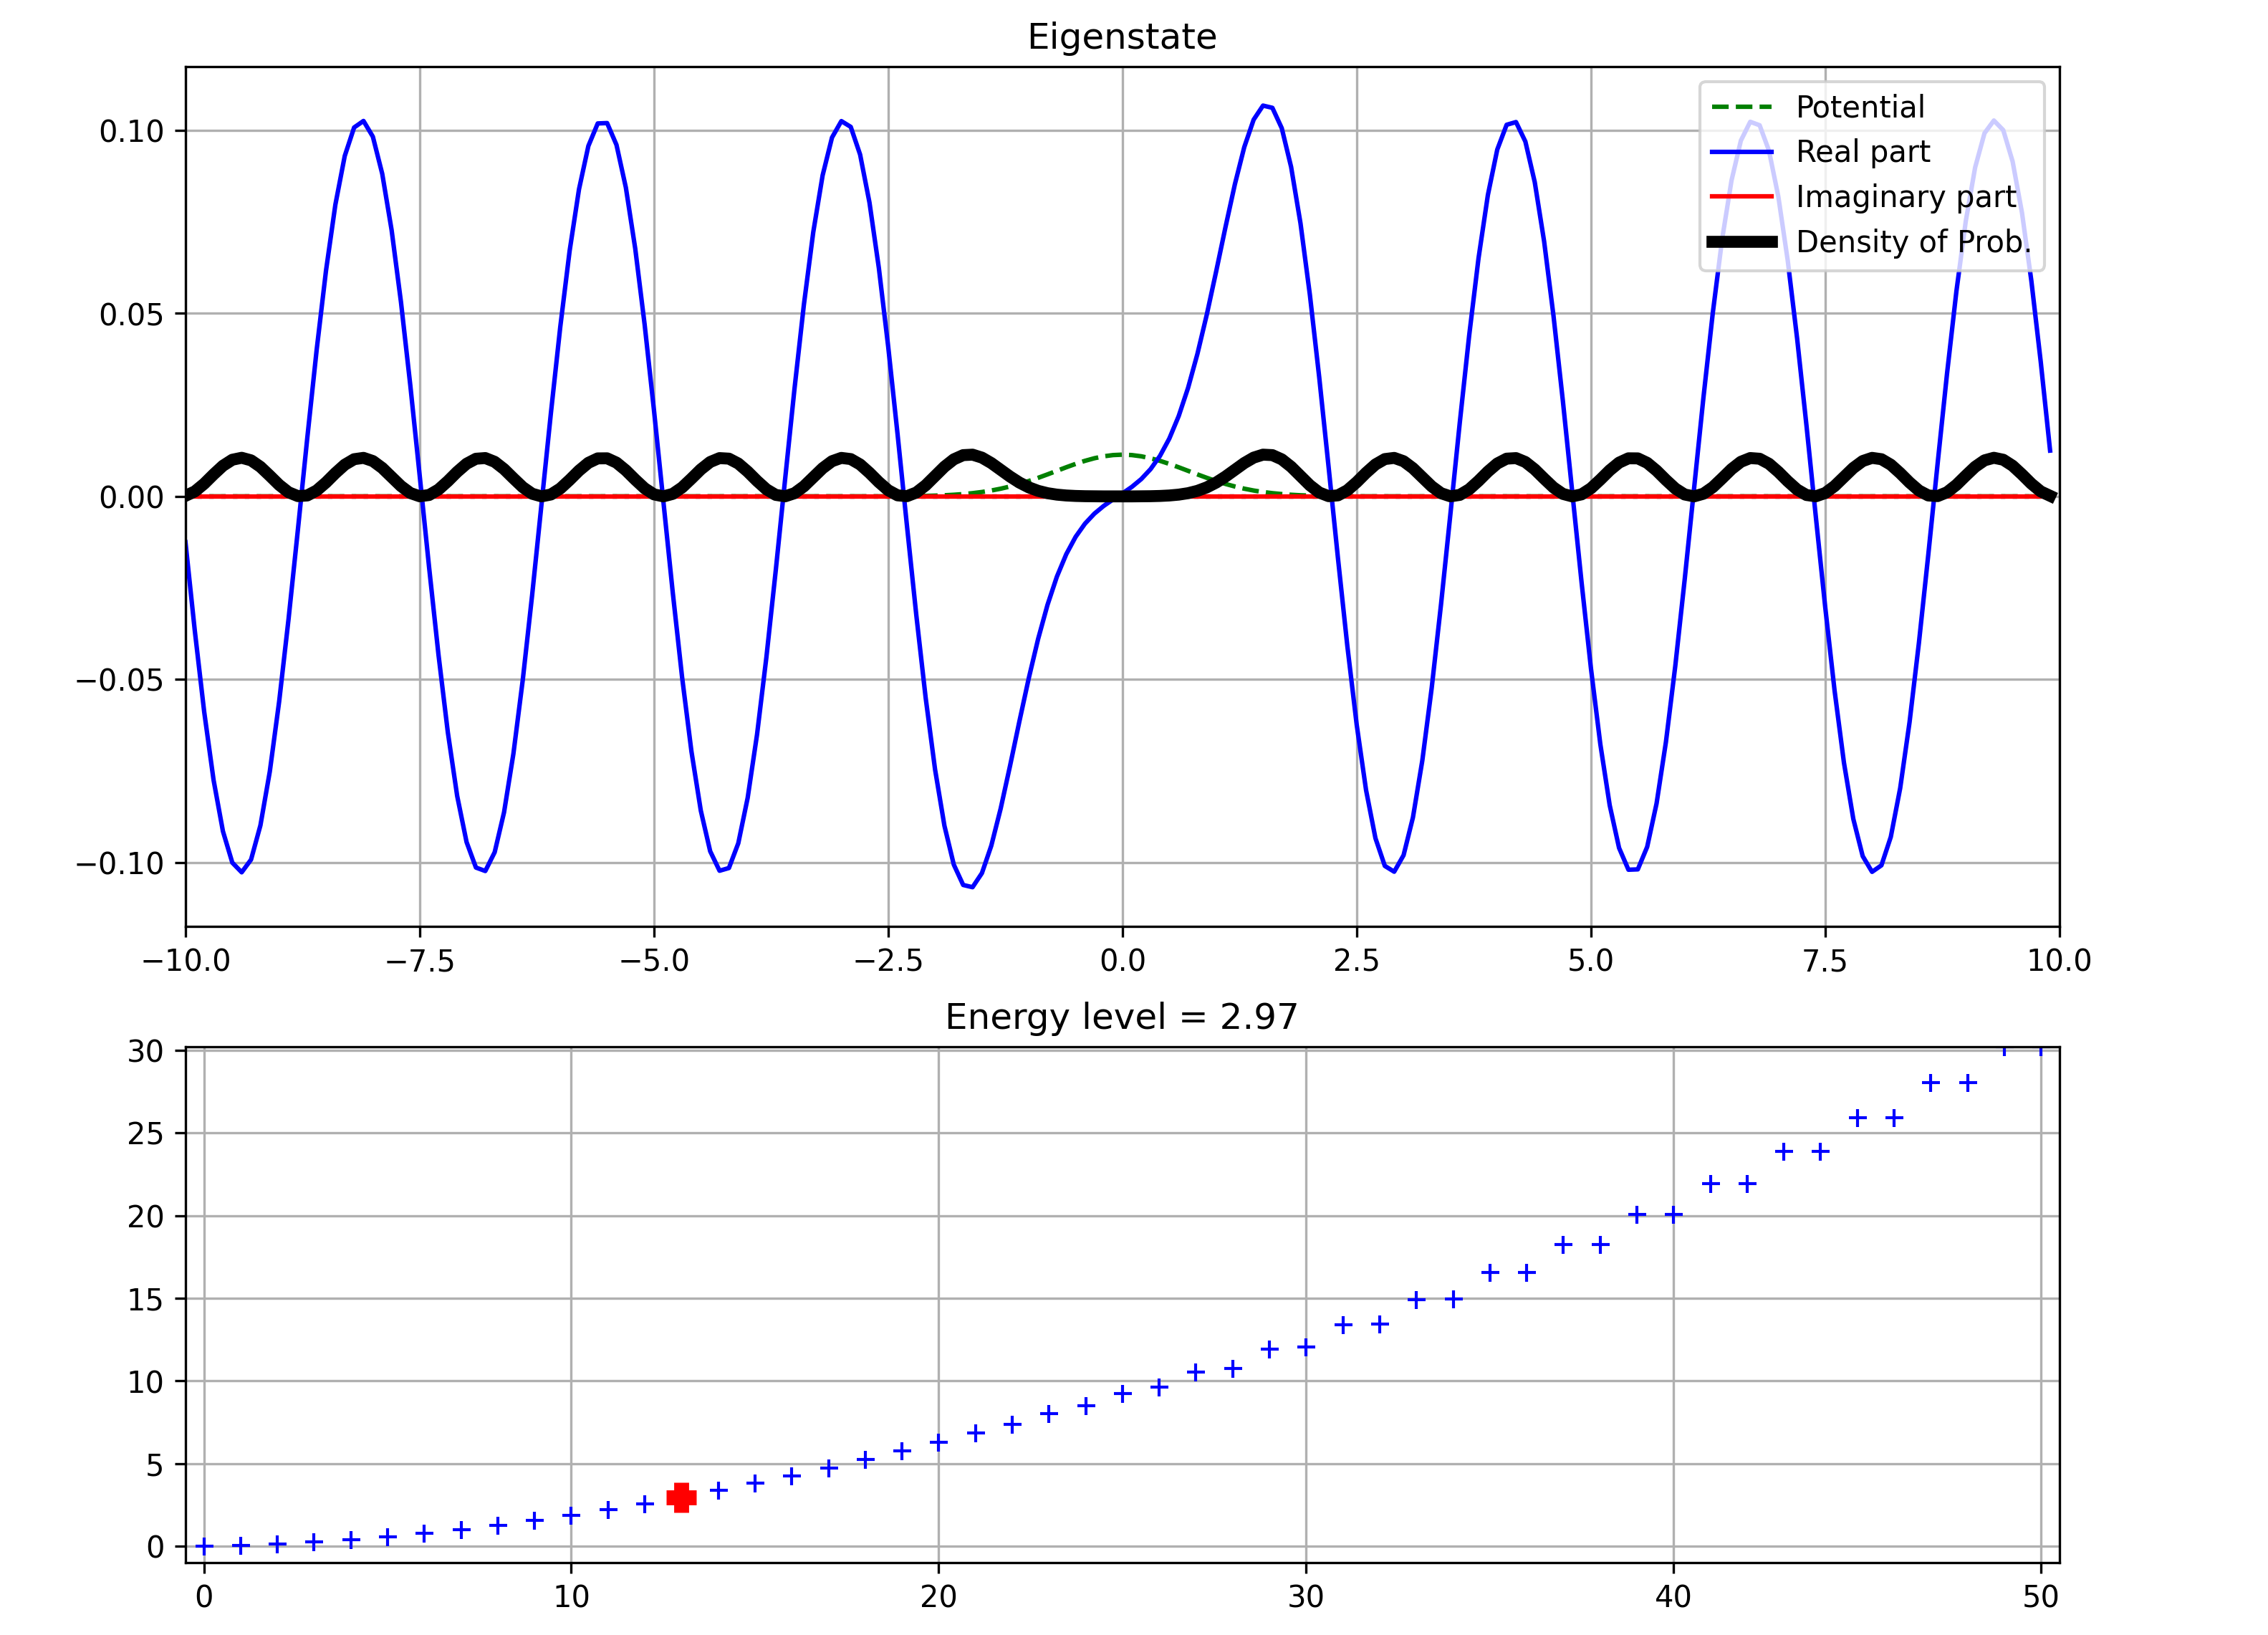 Eigenstate
0.10
0.05
0.00
−0.05
−0.10
Potential
Real part
Imaginary part
Density of Prob.
−10.0 −7.5 −5.0 −2.5 0.0 2.5 5.0 7.5 10.0
Energy level = 2.97
30
25
20
15
10
5
0
0 10 20 30 40 50